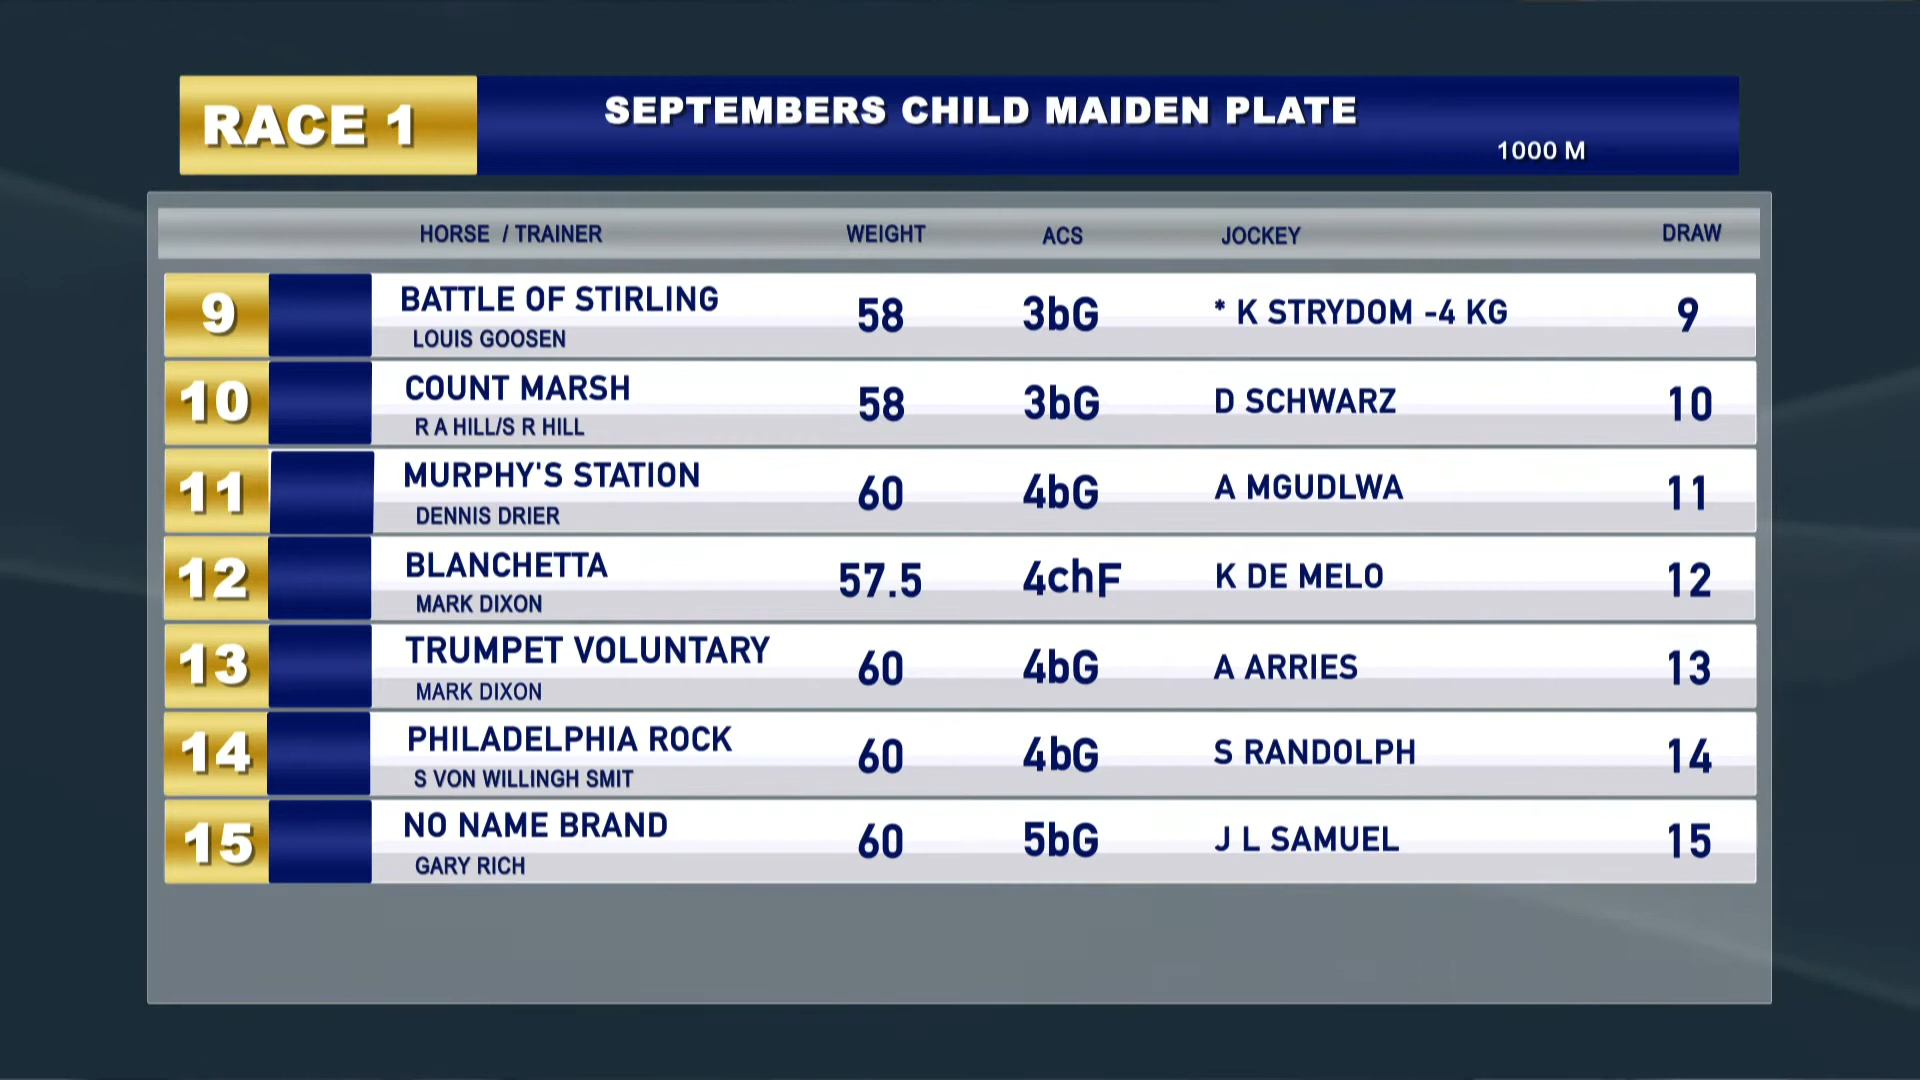 RACE 1
SEPTEMBERS CHILD MAIDEN PLATE
1000 M
HORSE / TRAINER WEIGHT ACS JOCKEY DRAW
9 BATTLE OF STIRLING 58 3bG * K STRYDOM -4 KG 9
LOUIS GOOSEN
10 COUNT MARSH 58 3bG D SCHWARZ 10
R A HILL/S R HILL
11 MURPHY'S STATION 60 4bG A MGUDLWA 11
DENNIS DRIER
12 BLANCHETTA 57.5 4chF K DE MELO 12
MARK DIXON
13 TRUMPET VOLUNTARY 60 4bG A ARRIES 13
MARK DIXON
14 PHILADELPHIA ROCK 60 4bG S RANDOLPH 14
S VON WILLINGH SMIT
15 NO NAME BRAND 60 5bG J L SAMUEL 15
GARY RICH